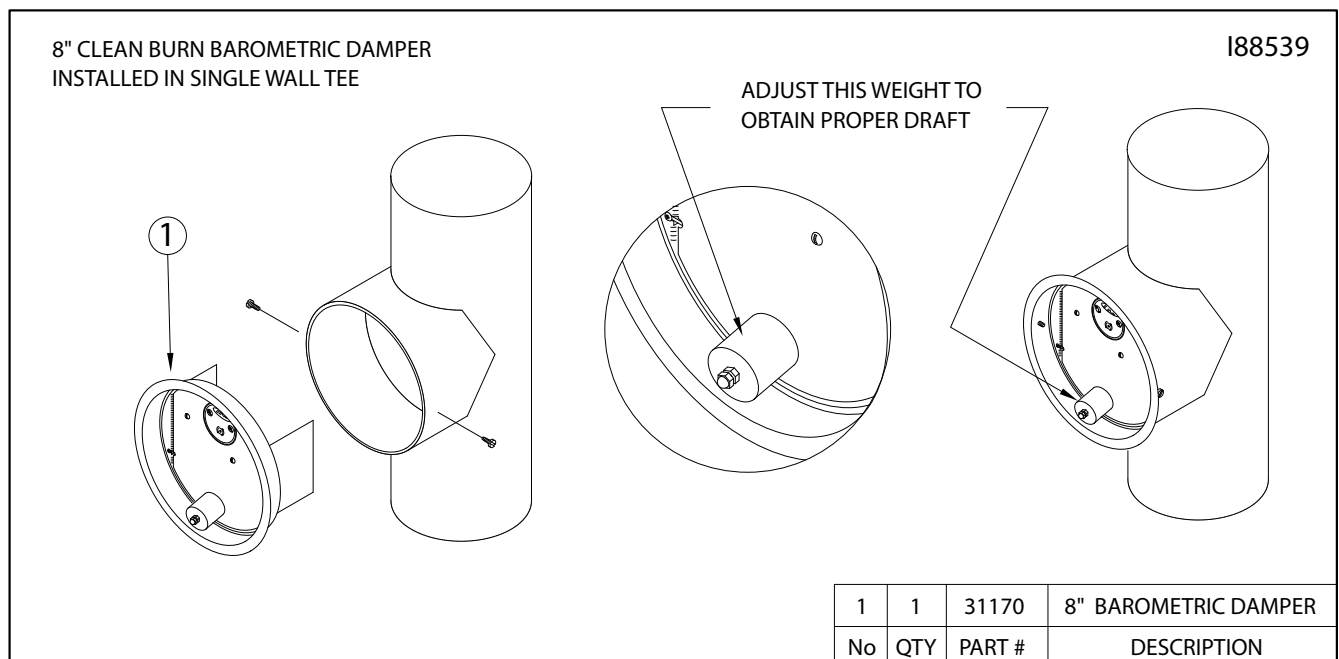 8" CLEAN BURN BAROMETRIC DAMPER
INSTALLED IN SINGLE WALL TEE
I88539
ADJUST THIS WEIGHT TO
OBTAIN PROPER DRAFT
1
1 1 31170 8" BAROMETRIC DAMPER
No QTY PART # DESCRIPTION